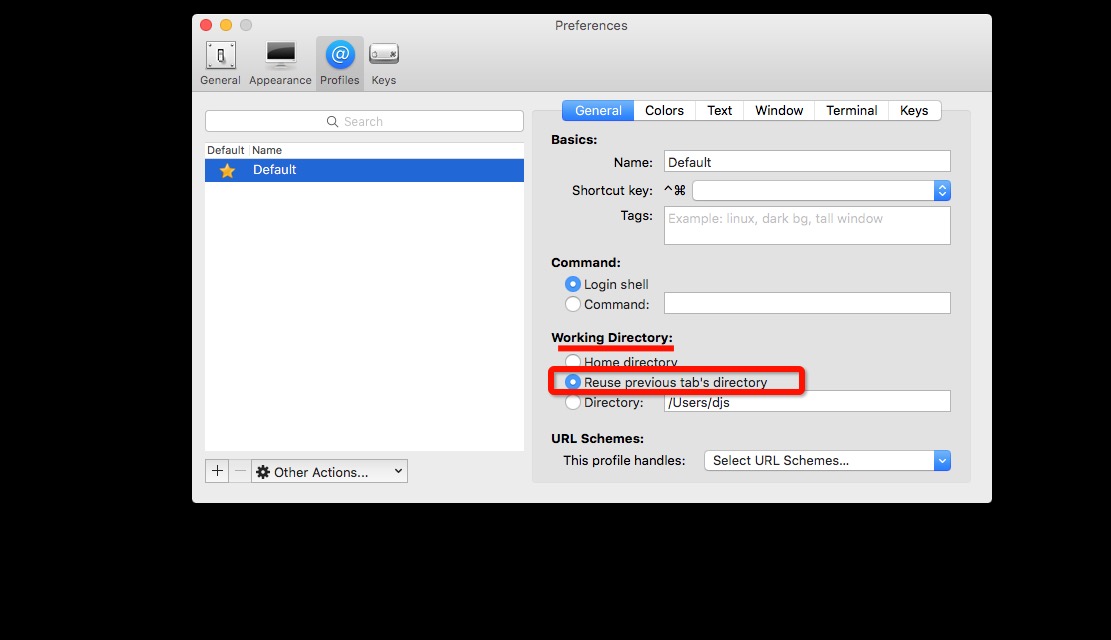 Preferences
General Appearance Profiles Keys
Search
Default Name
Default
Other Actions...
General Colors Text Window Terminal Keys
Basics:
Name: Default
Shortcut key: ^⌘
Tags: Example: linux, dark bg, tall window
Command:
Login shell
Command:
Working Directory:
Home directory
Reuse previous tab's directory
Directory: /Users/djs
URL Schemes:
This profile handles: Select URL Schemes...